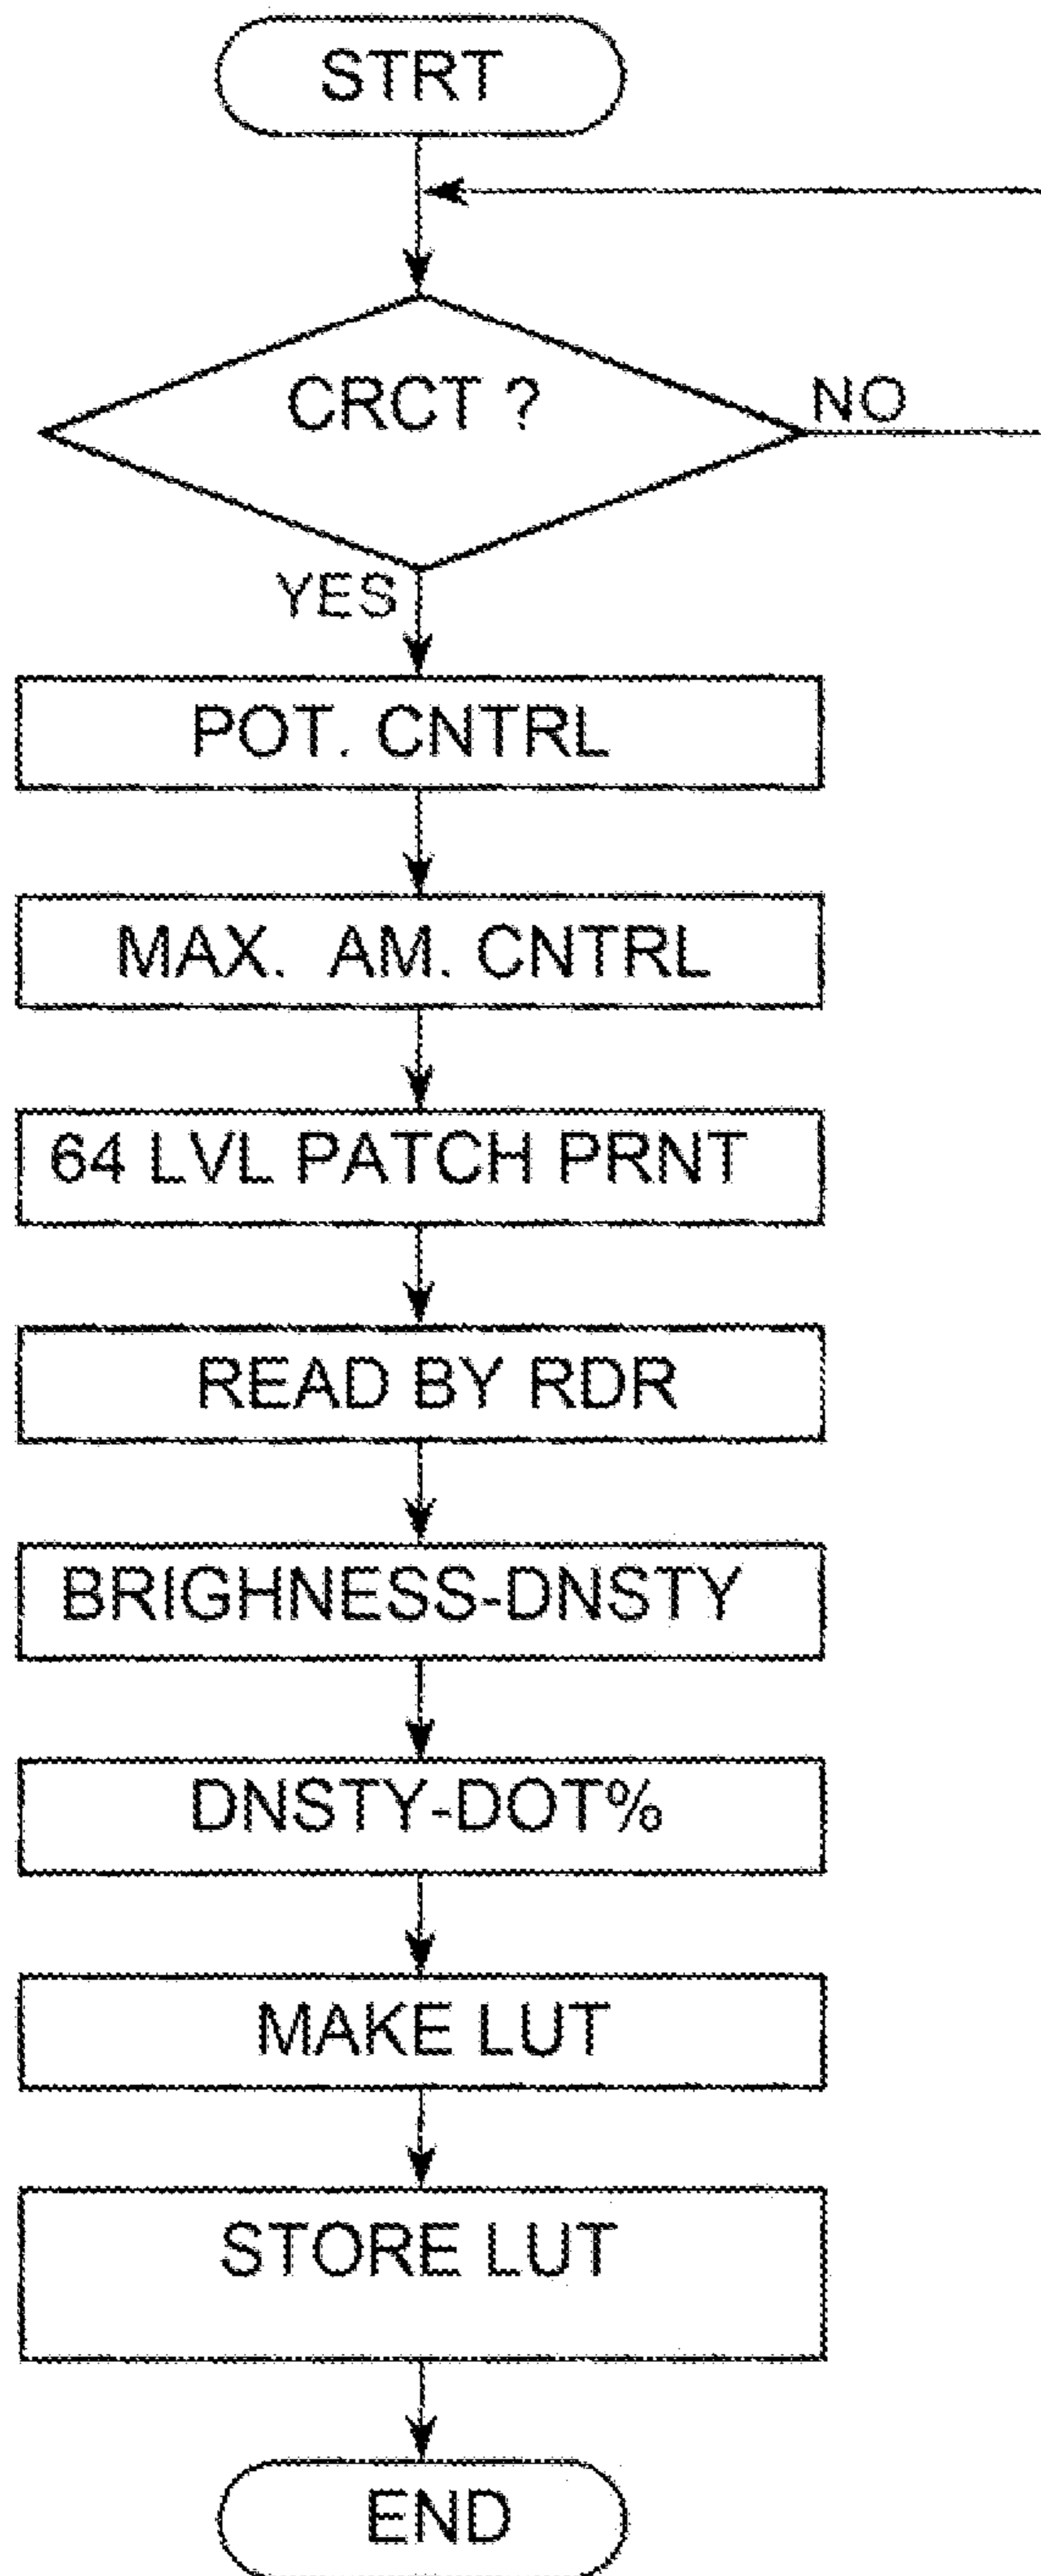 STRT
CRCT ?
NO
YES
POT. CNTRL
MAX. AM. CNTRL
64 LVL PATCH PRNT
READ BY RDR
BRIGHNESS-DNSTY
DNSTY-DOT%
MAKE LUT
STORE LUT
END